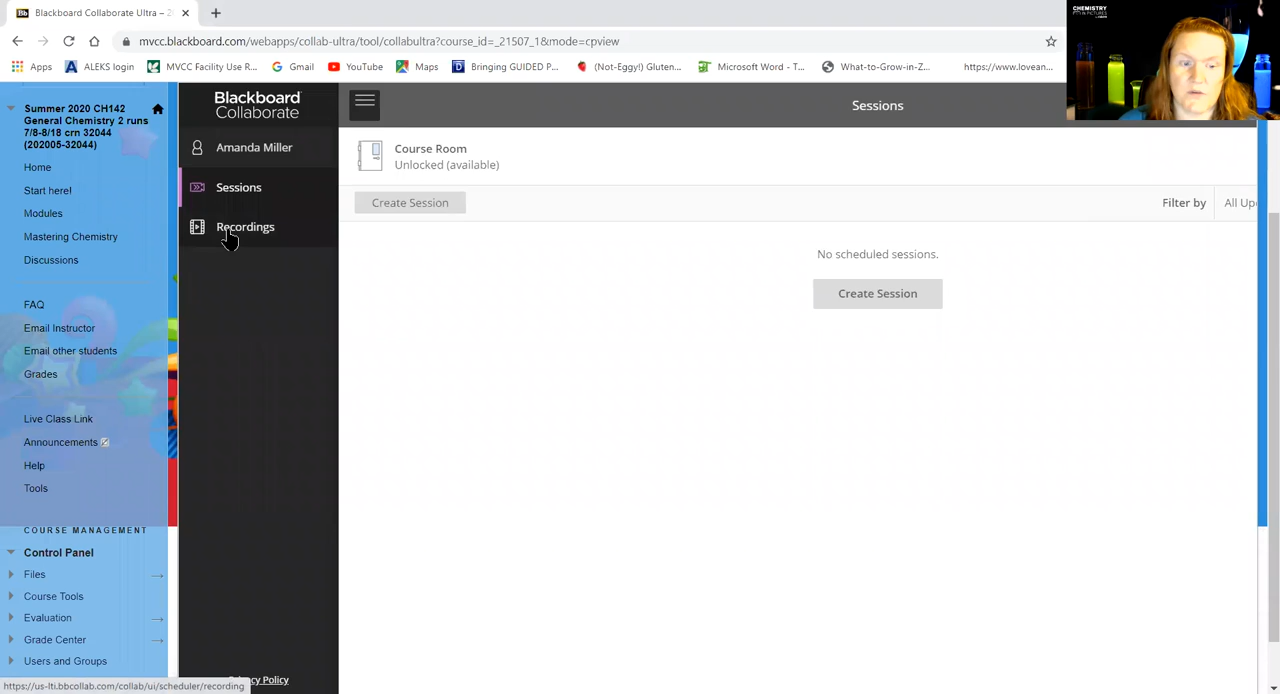 Blackboard Collaborate Ultra – 2
mvcc.blackboard.com/webapps/collab-ultra/tool/collabultra?course_id=_21507_1&mode=cpview
Apps
ALEKS login
MVCC Facility Use R...
Gmail
YouTube
Maps
Bringing GUIDED P...
(Not-Eggy!) Gluten...
Microsoft Word - T...
What-to-Grow-in-Z...
https://www.lovean...
CHEMISTRY
IN PICTURES
Summer 2020 CH142
General Chemistry 2 runs
7/8-8/18 crn 32044
(202005-32044)
Home
Start here!
Modules
Mastering Chemistry
Discussions
FAQ
Email Instructor
Email other students
Grades
Live Class Link
Announcements
Help
Tools
COURSE MANAGEMENT
Control Panel
Files
Course Tools
Evaluation
Grade Center
Users and Groups
https://us-lti.bbcollab.com/collab/ui/scheduler/recording
Blackboard
Collaborate
Amanda Miller
Sessions
Recordings
Policy
Sessions
Course Room
Unlocked (available)
Create Session
Filter by
All Up
No scheduled sessions.
Create Session